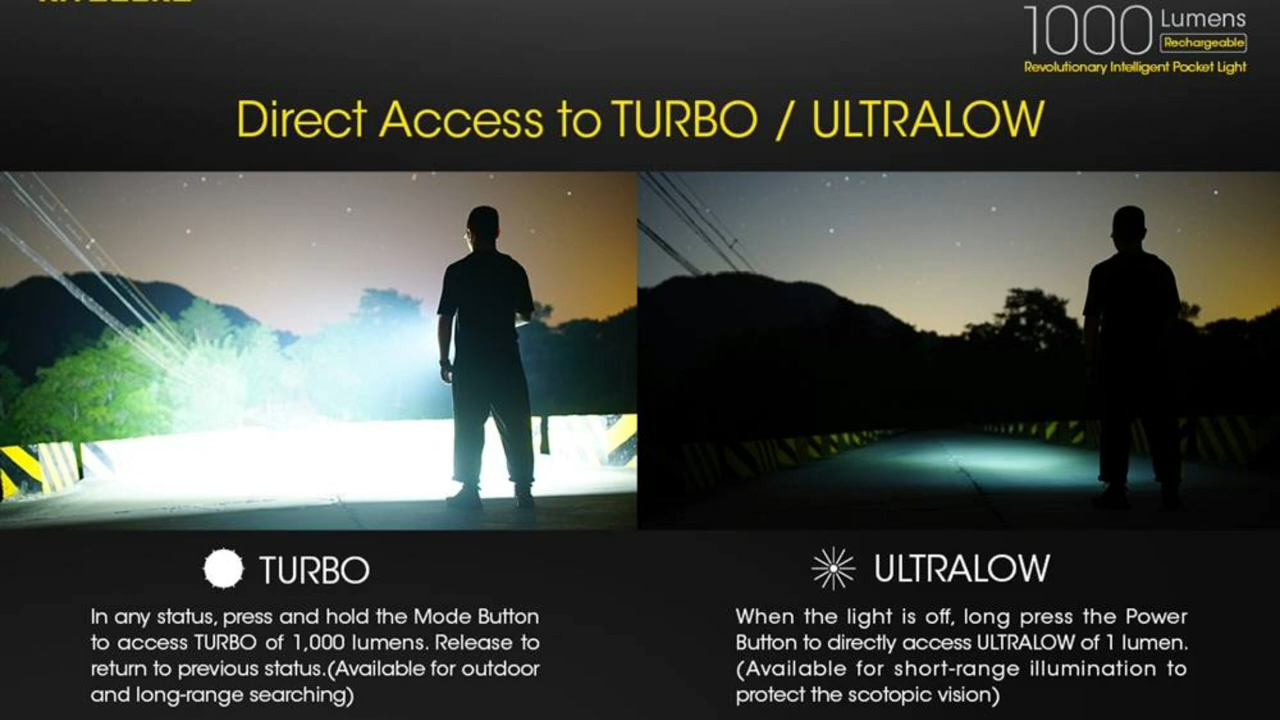 1000 Lumens
Rechargeable
Revolutionary Intelligent Pocket Light
Direct Access to TURBO / ULTRALOW
TURBO
In any status, press and hold the Mode Button
to access TURBO of 1,000 lumens. Release to
return to previous status.(Available for outdoor
and long-range searching)
ULTRALOW
When the light is off, long press the Power
Button to directly access ULTRALOW of 1 lumen.
(Available for short-range illumination to
protect the scotopic vision)